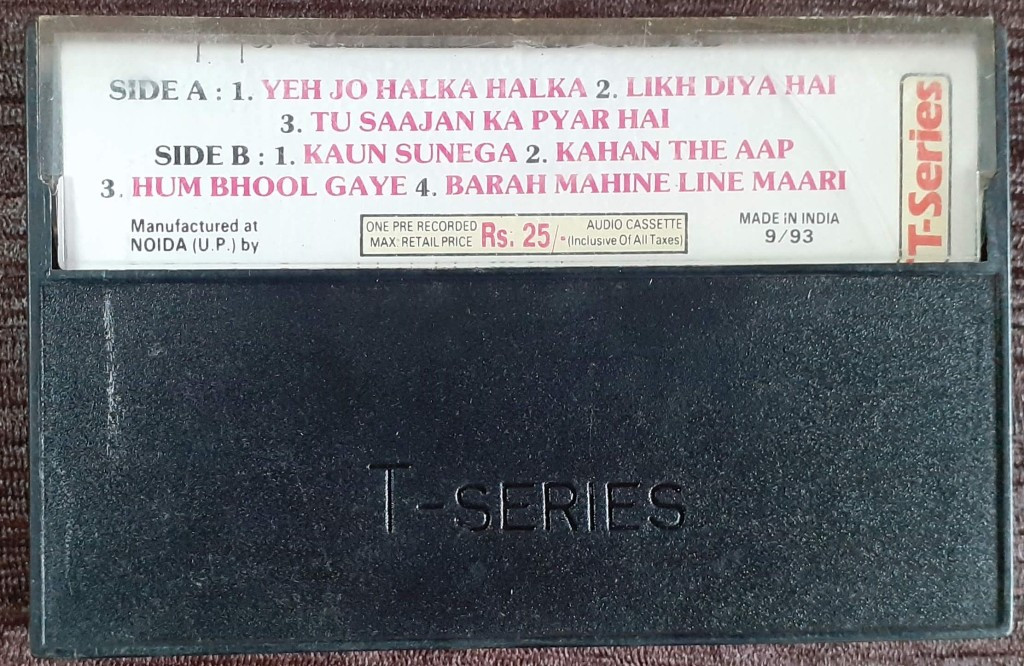 SIDE A : 1. YEH JO HALKA HALKA 2. LIKH DIYA HAI
3. TU SAAJAN KA PYAR HAI
SIDE B : 1. KAUN SUNEGA 2. KAHAN THE AAP
3. HUM BHOOL GAYE 4. BARAH MAHINE LINE MAARI
Manufactured at
NOIDA (U.P.) by
ONE PRE RECORDED
MAX. RETAIL PRICE
Rs. 25/-
AUDIO CASSETTE
(Inclusive Of All Taxes)
MADE IN INDIA
9/93
T-Series
T-SERIES